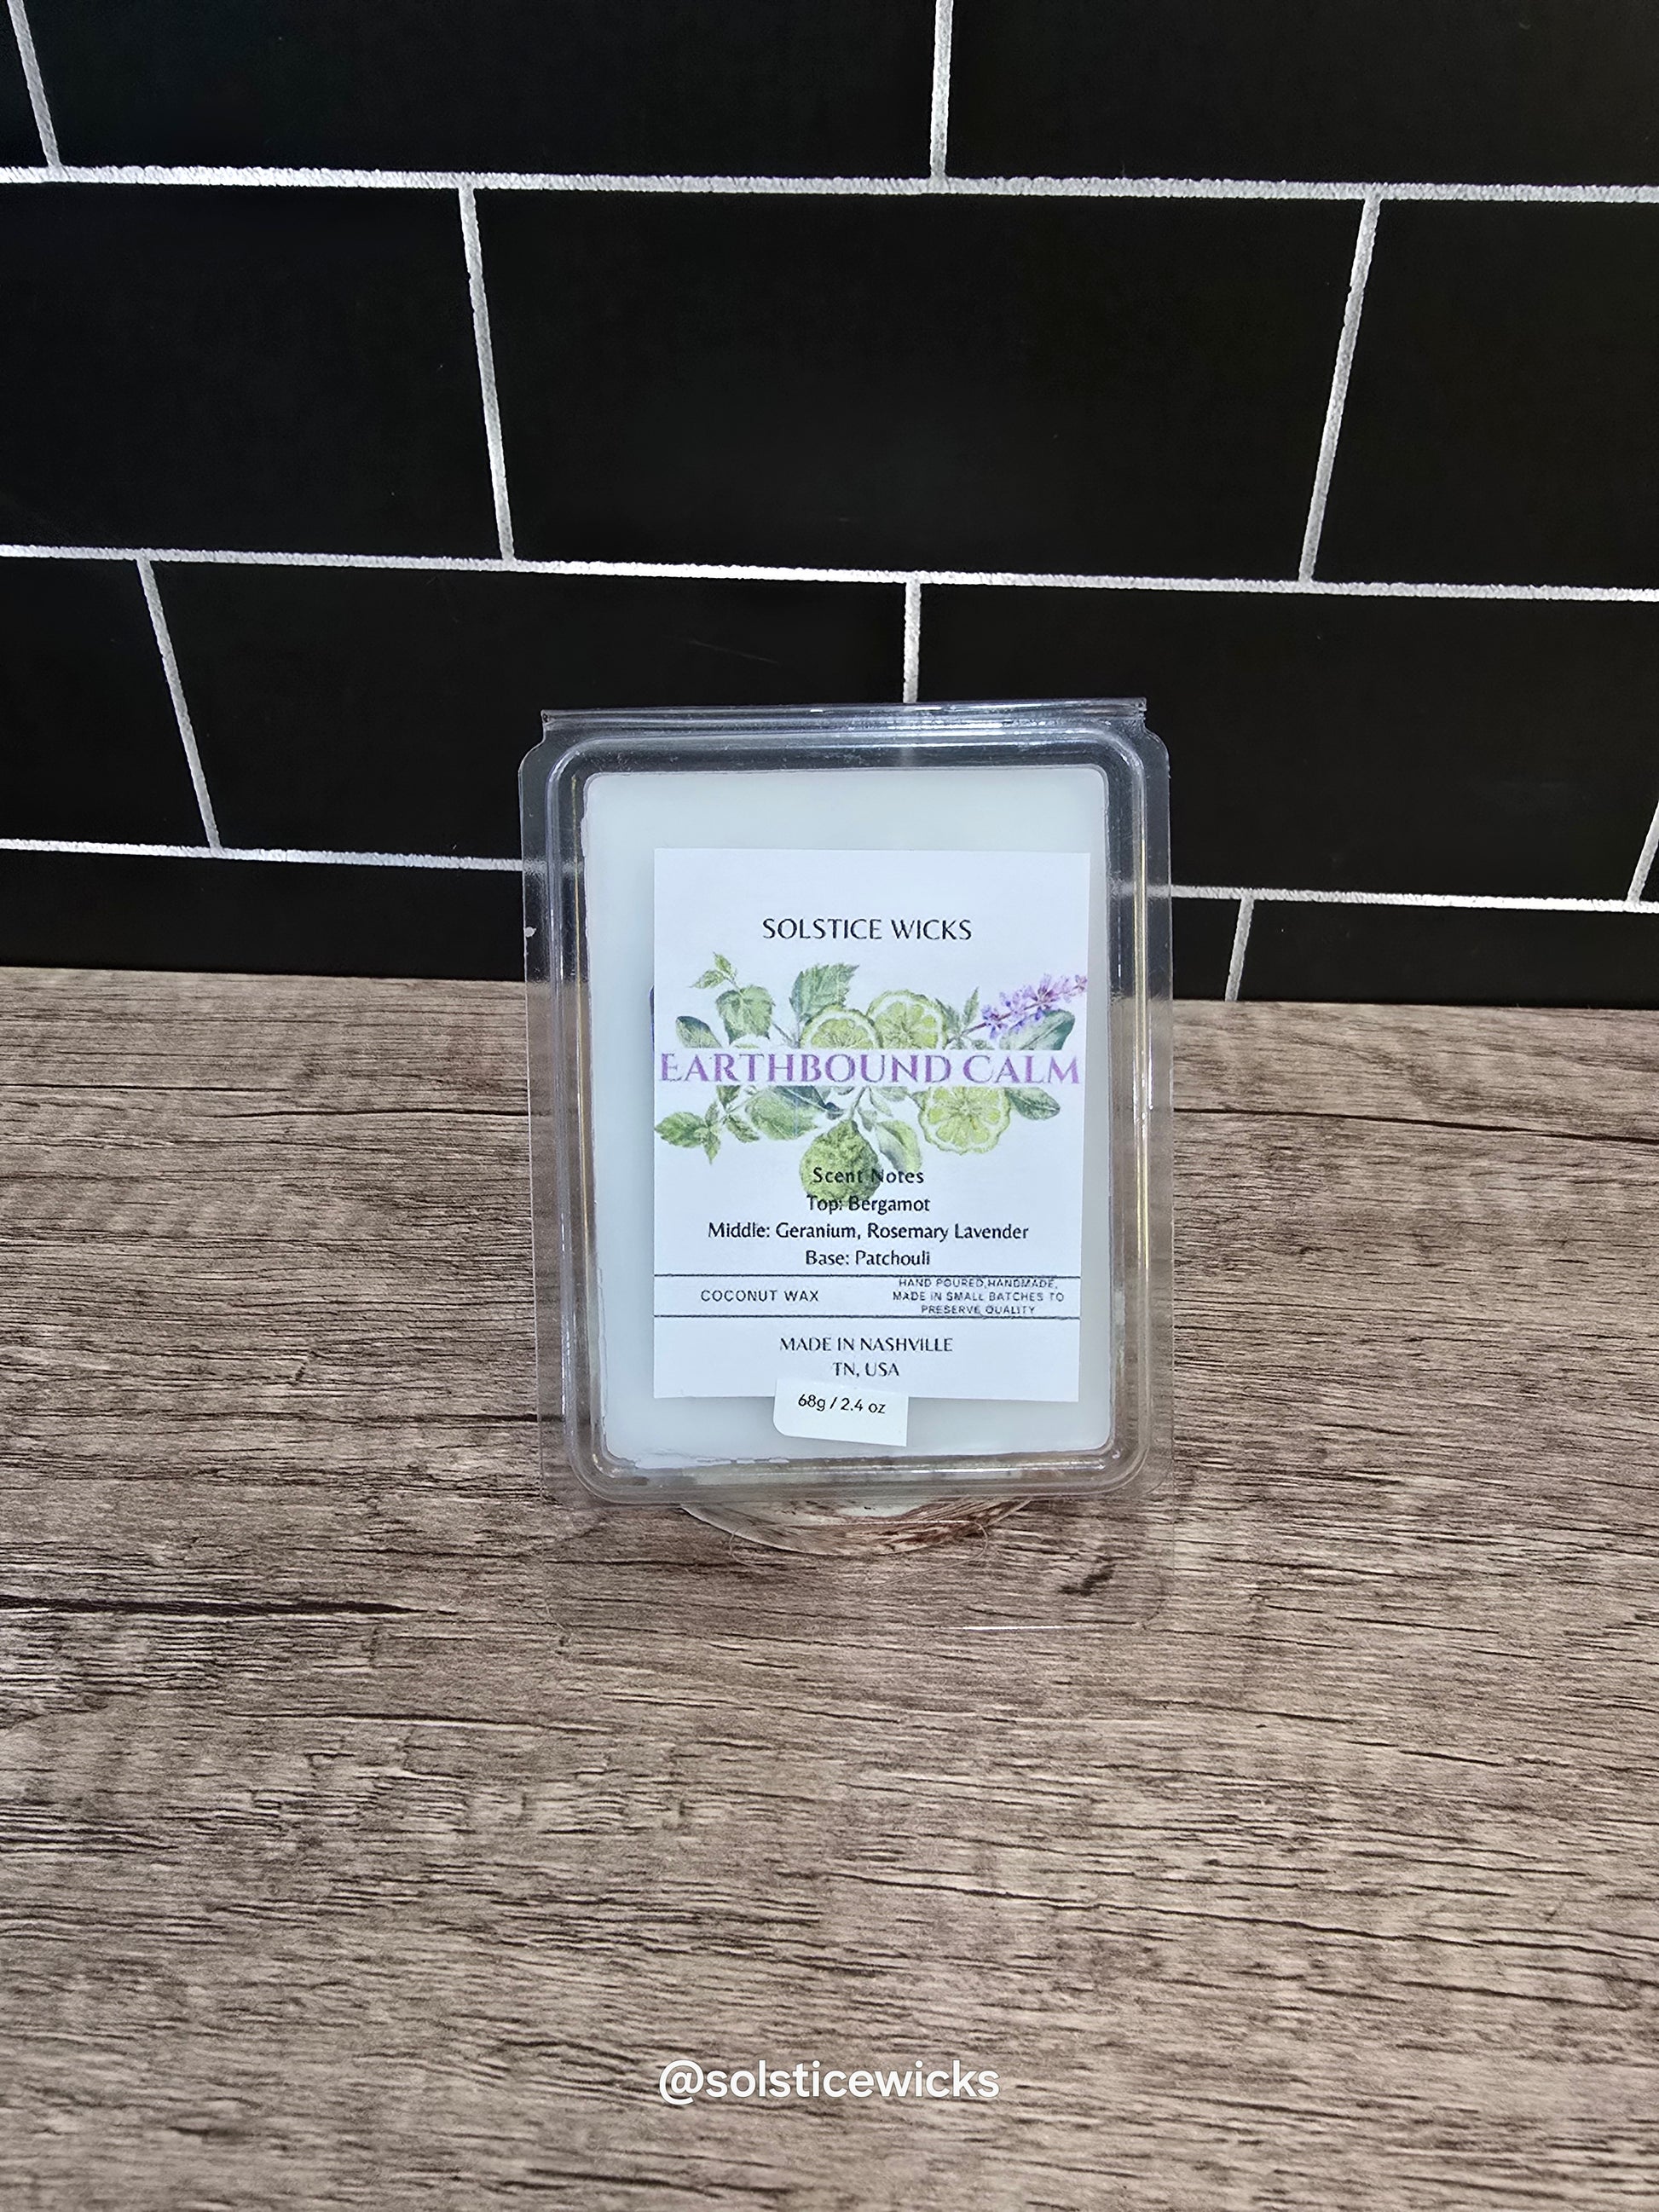 SOLSTICE WICKS
EARTHBOUND CALM
Scent Notes
Top: Bergamot
Middle: Geranium, Rosemary Lavender
Base: Patchouli
COCONUT WAX
HAND POURED,HANDMADE,
MADE IN SMALL BATCHES TO
PRESERVE QUALITY
MADE IN NASHVILLE
TN, USA
68g / 2.4 oz
@solsticewicks